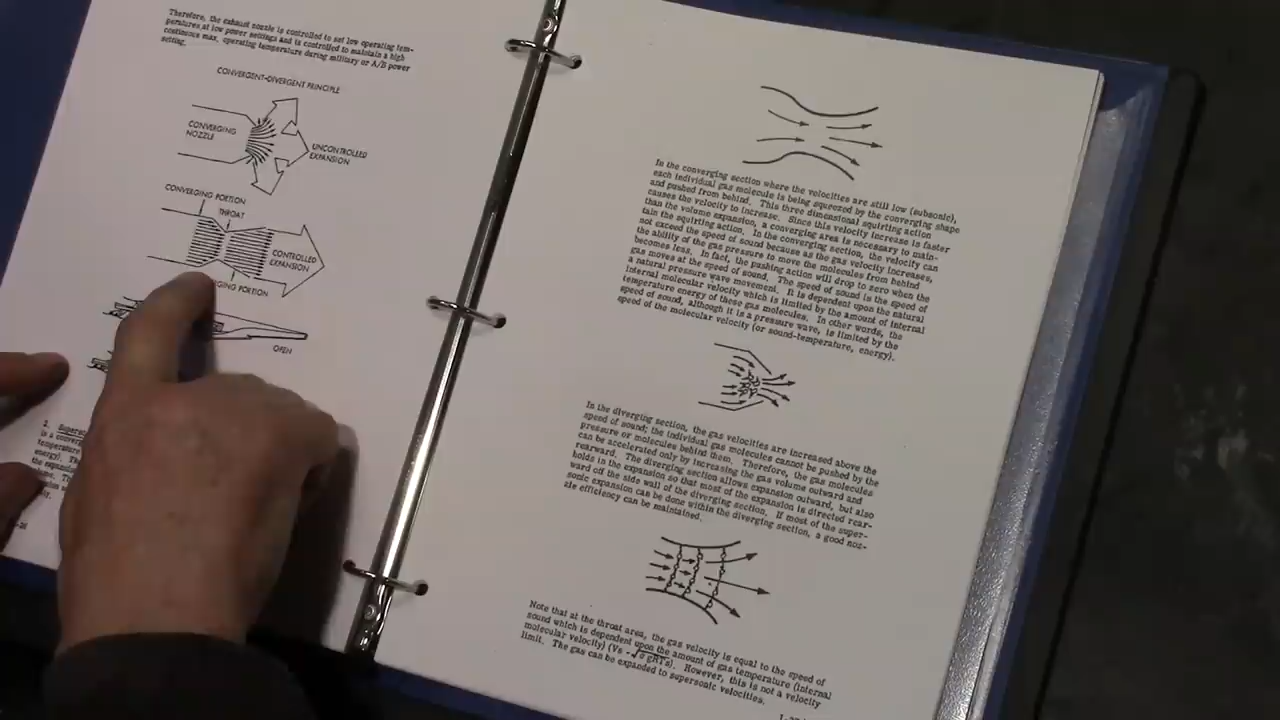 Therefore, the exhaust nozzle is controlled to set low operating tem-
peratures at low power settings and is controlled to maintain a high
continuous max. operating temperature during military or A/B power
setting.
CONVERGENT-DIVERGENT PRINCIPLE
CONVERGING
NOZZLE
UNCONTROLLED
EXPANSION
CONVERGING PORTION
THROAT
CONTROLLED
EXPANSION
GING PORTION
OPEN
2.
is a converg
temperature
energy). Th
the expansi
In the converging section where the velocities are still low (subsonic),
each individual gas molecule is being squeezed by the converging shape
and pushed from behind. This three dimensional squirting action
causes the velocity to increase. Since this velocity increase is faster
than the volume expansion, a converging area is necessary to main-
tain the squirting action. In the converging section, the velocity can
not exceed the speed of sound because as the gas velocity increases,
the ability of the gas pressure to move the molecules from behind
becomes less. In fact, the pushing action will drop to zero when the
gas moves at the speed of sound. The speed of sound is the speed of
a natural pressure wave movement. It is dependent upon the natural
internal molecular velocity which is limited by the amount of internal
temperature energy of these gas molecules. In other words, the
speed of sound, although it is a pressure wave, is limited by the
speed of the molecular velocity (or sound-temperature, energy).
In the diverging section, the gas velocities are increased above the
speed of sound; the individual gas molecules cannot be pushed by the
pressure or molecules behind them. Therefore, the gas molecules
can be accelerated only by increasing the gas volume outward and
rearward. The diverging section allows expansion outward, but also
holds in the expansion so that most of the expansion is directed rear-
ward off the side wall of the diverging section. If most of the super-
sonic expansion can be done within the diverging section, a good noz-
zle efficiency can be maintained.
Note that at the throat area, the gas velocity is equal to the speed of
sound which is dependent upon the amount of gas temperature (internal
molecular velocity) (Vs - √γ gRTs). However, this is not a velocity
limit. The gas can be expanded to supersonic velocities.